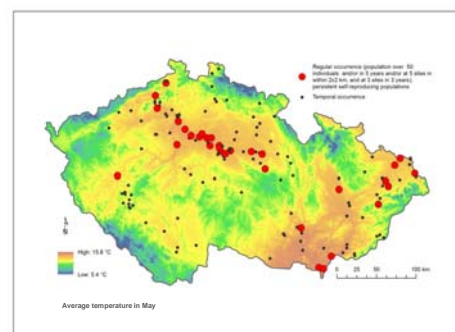 Regular occurrence (population over 50
individuals and/or in 5 years and/or at 5 sites in
within 2x2 km, and at 3 sites in 3 years),
persistent self-reproducing populations
Temporal occurrence
N
High: 15.8 °C
Low: 5.4 °C
0 25 50 100 km
Average temperature in May